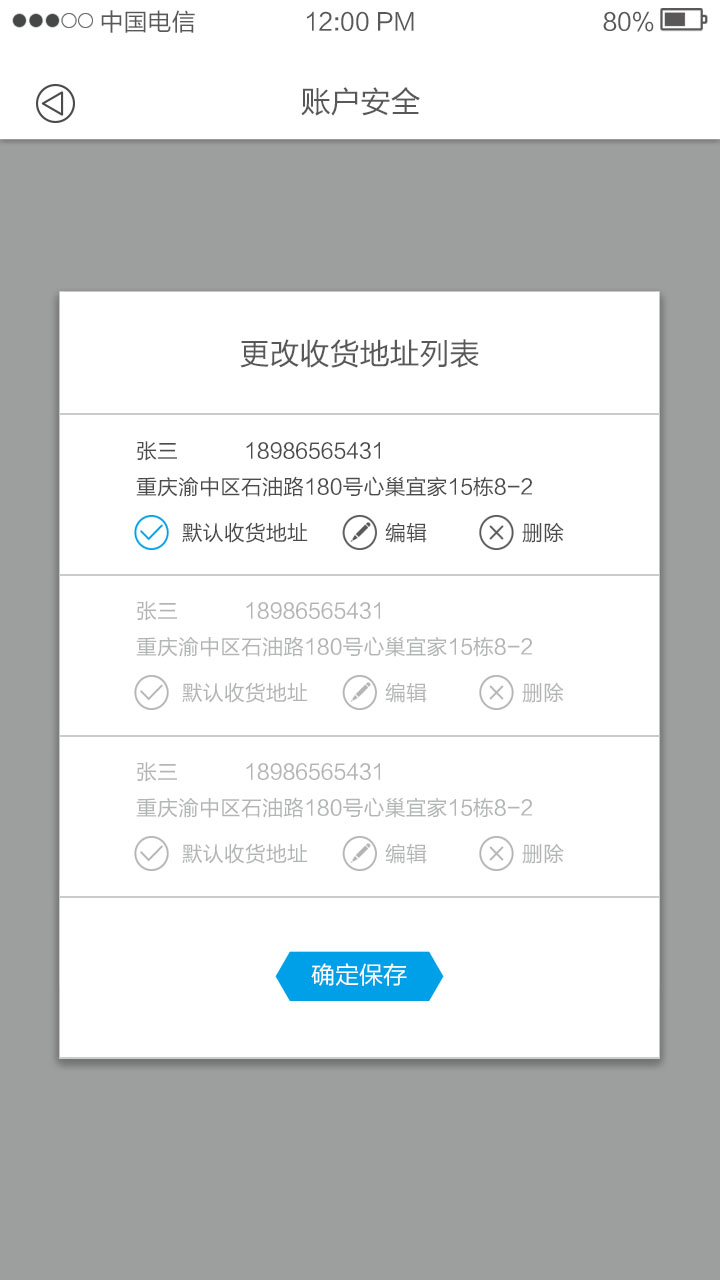 中国电信 12:00 PM 80%
账户安全
更改收货地址列表
张三 18986565431
重庆渝中区石油路180号心巢宜家15栋8-2
默认收货地址 编辑 删除
张三 18986565431
重庆渝中区石油路180号心巢宜家15栋8-2
默认收货地址 编辑 删除
张三 18986565431
重庆渝中区石油路180号心巢宜家15栋8-2
默认收货地址 编辑 删除
确定保存